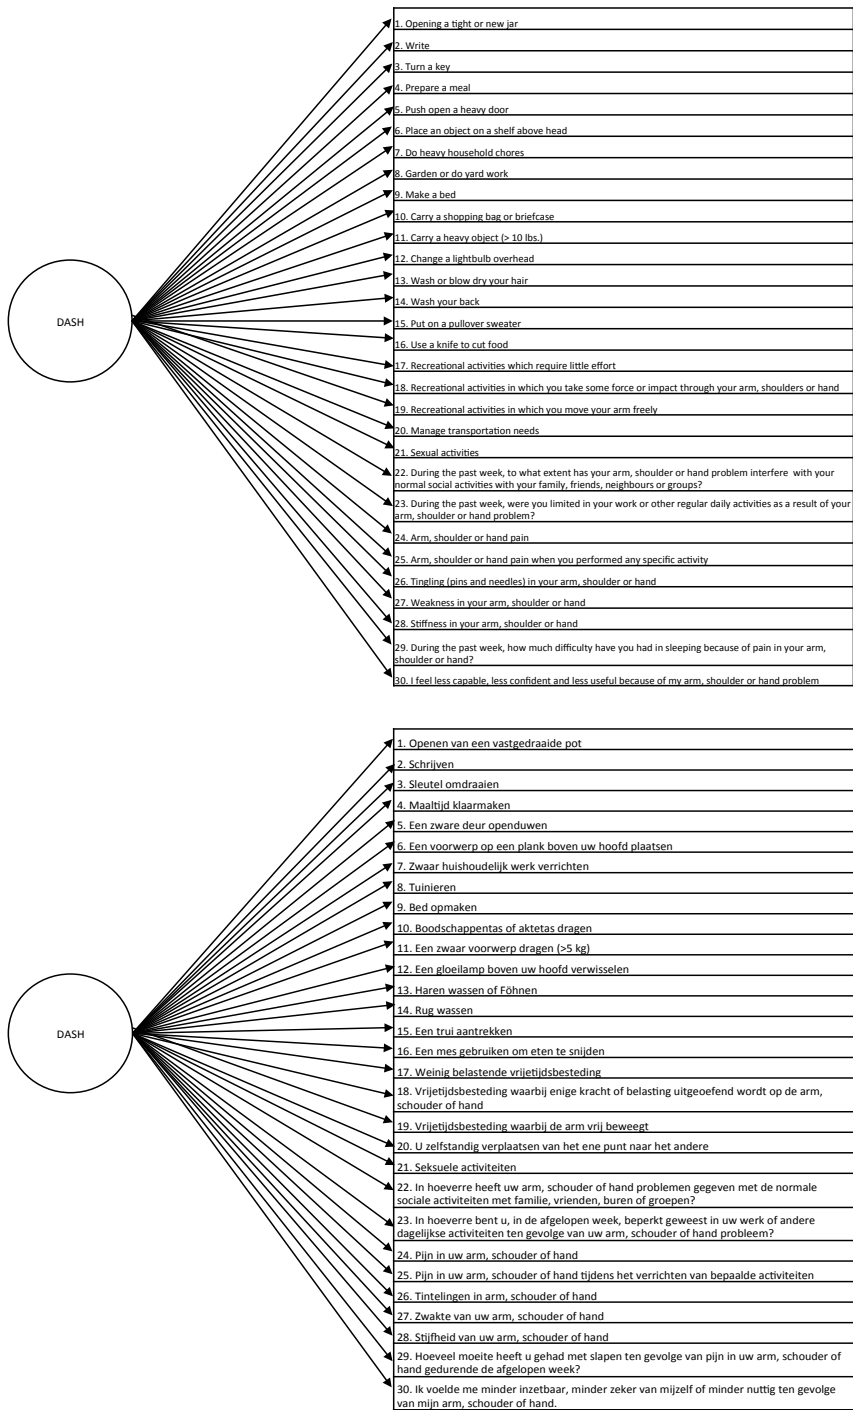 DASH
1. Opening a tight or new jar
2. Write
3. Turn a key
4. Prepare a meal
5. Push open a heavy door
6. Place an object on a shelf above head
7. Do heavy household chores
8. Garden or do yard work
9. Make a bed
10. Carry a shopping bag or briefcase
11. Carry a heavy object (> 10 lbs.)
12. Change a lightbulb overhead
13. Wash or blow dry your hair
14. Wash your back
15. Put on a pullover sweater
16. Use a knife to cut food
17. Recreational activities which require little effort
18. Recreational activities in which you take some force or impact through your arm, shoulders or hand
19. Recreational activities in which you move your arm freely
20. Manage transportation needs
21. Sexual activities
22. During the past week, to what extent has your arm, shoulder or hand problem interfere with your
normal social activities with your family, friends, neighbours or groups?
23. During the past week, were you limited in your work or other regular daily activities as a result of your
arm, shoulder or hand problem?
24. Arm, shoulder or hand pain
25. Arm, shoulder or hand pain when you performed any specific activity
26. Tingling (pins and needles) in your arm, shoulder or hand
27. Weakness in your arm, shoulder or hand
28. Stiffness in your arm, shoulder or hand
29. During the past week, how much difficulty have you had in sleeping because of pain in your arm,
shoulder or hand?
30. I feel less capable, less confident and less useful because of my arm, shoulder or hand problem
DASH
1. Openen van een vastgedraaide pot
2. Schrijven
3. Sleutel omdraaien
4. Maaltijd klaarmaken
5. Een zware deur openduwen
6. Een voorwerp op een plank boven uw hoofd plaatsen
7. Zwaar huishoudelijk werk verrichten
8. Tuinieren
9. Bed opmaken
10. Boodschappentas of aktetas dragen
11. Een zwaar voorwerp dragen (>5 kg)
12. Een gloeilamp boven uw hoofd verwisselen
13. Haren wassen of Föhnen
14. Rug wassen
15. Een trui aantrekken
16. Een mes gebruiken om eten te snijden
17. Weinig belastende vrijetijdsbesteding
18. Vrijetijdsbesteding waarbij enige kracht of belasting uitgeoefend wordt op de arm,
schouder of hand
19. Vrijetijdsbesteding waarbij de arm vrij beweegt
20. U zelfstandig verplaatsen van het ene punt naar het andere
21. Seksuele activiteiten
22. In hoeverre heeft uw arm, schouder of hand problemen gegeven met de normale
sociale activiteiten met familie, vrienden, buren of groepen?
23. In hoeverre bent u, in de afgelopen week, beperkt geweest in uw werk of andere
dagelijkse activiteiten ten gevolge van uw arm, schouder of hand probleem?
24. Pijn in uw arm, schouder of hand
25. Pijn in uw arm, schouder of hand tijdens het verrichten van bepaalde activiteiten
26. Tintelingen in arm, schouder of hand
27. Zwakte van uw arm, schouder of hand
28. Stijfheid van uw arm, schouder of hand
29. Hoeveel moeite heeft u gehad met slapen ten gevolge van pijn in uw arm, schouder of
hand gedurende de afgelopen week?
30. Ik voelde me minder inzetbaar, minder zeker van mijzelf of minder nuttig ten gevolge
van mijn arm, schouder of hand.